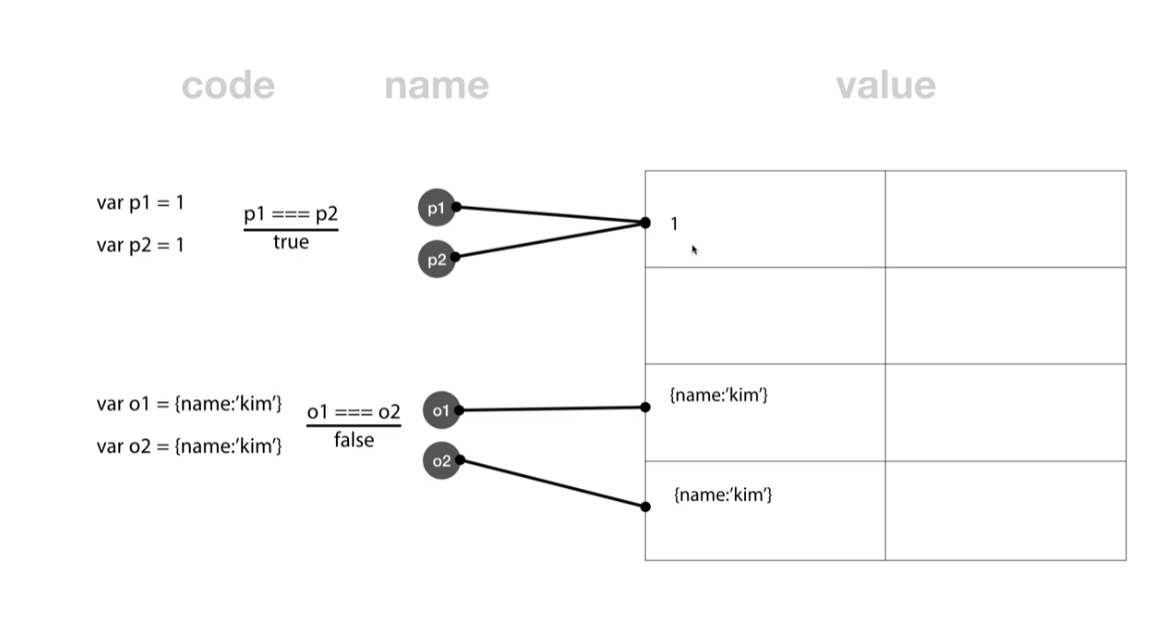 code name value
var p1 = 1
p1 === p2
var p2 = 1
true
p1
p2
1
var o1 = {name:’kim’}
o1 === o2
var o2 = {name:’kim’}
false
o1
o2
{name:’kim’}
{name:’kim’}